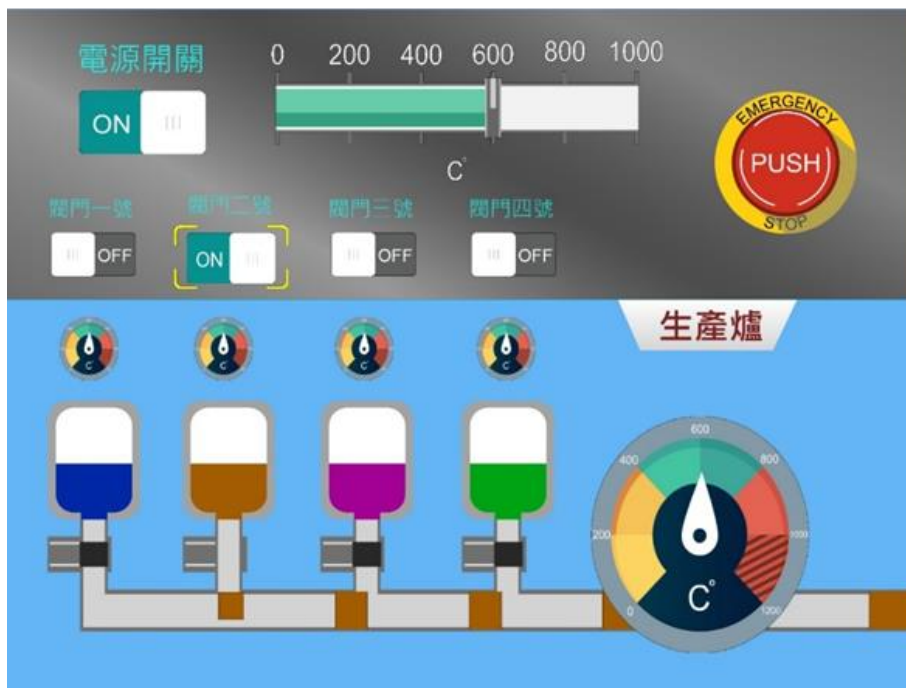 電源開關
ON
0 200 400 600 800 1000
C°
EMERGENCY
PUSH
STOP
閥門一號 閥門二號 閥門三號 閥門四號
OFF ON OFF OFF
生產爐
C° C° C° C°
0 200 400 600 800 1000 1200
C°